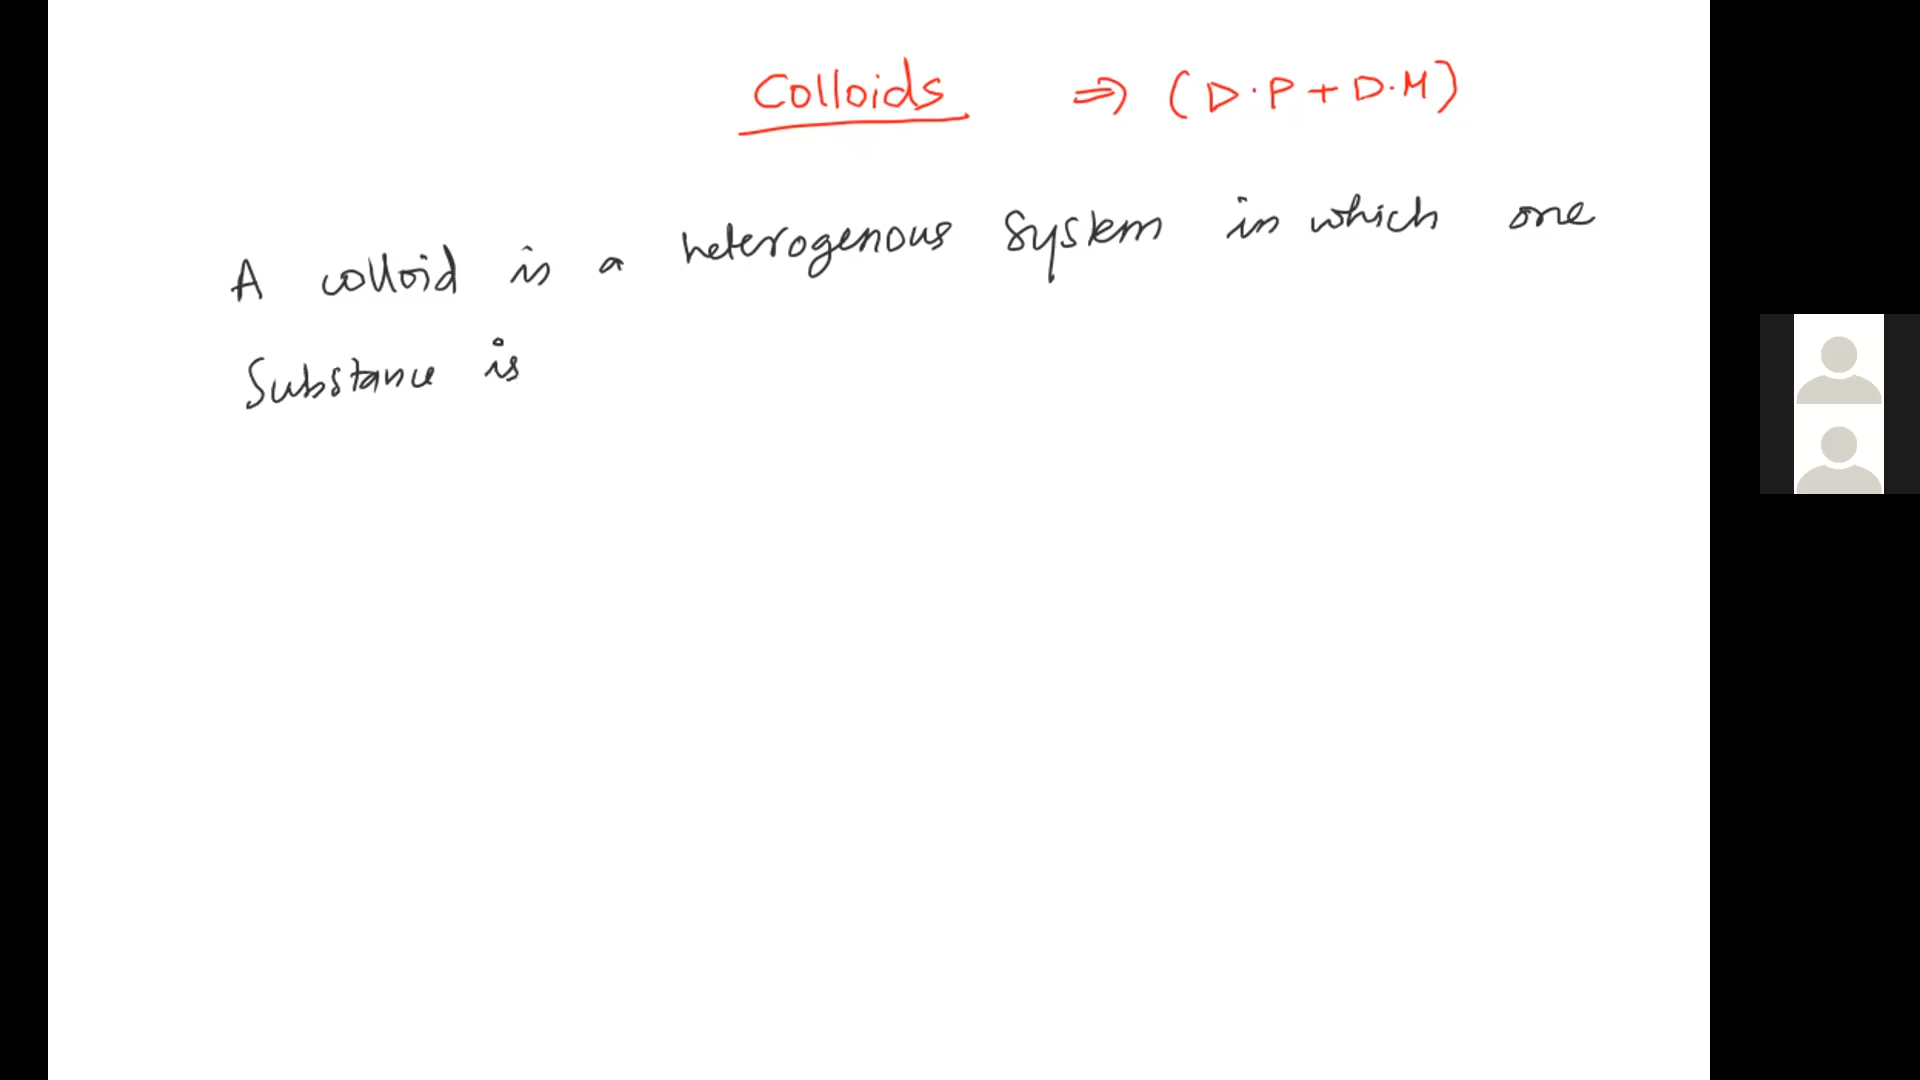 Colloids ⇒ (D.P + D.M)
A colloid is a heterogenous system in which one
Substance is